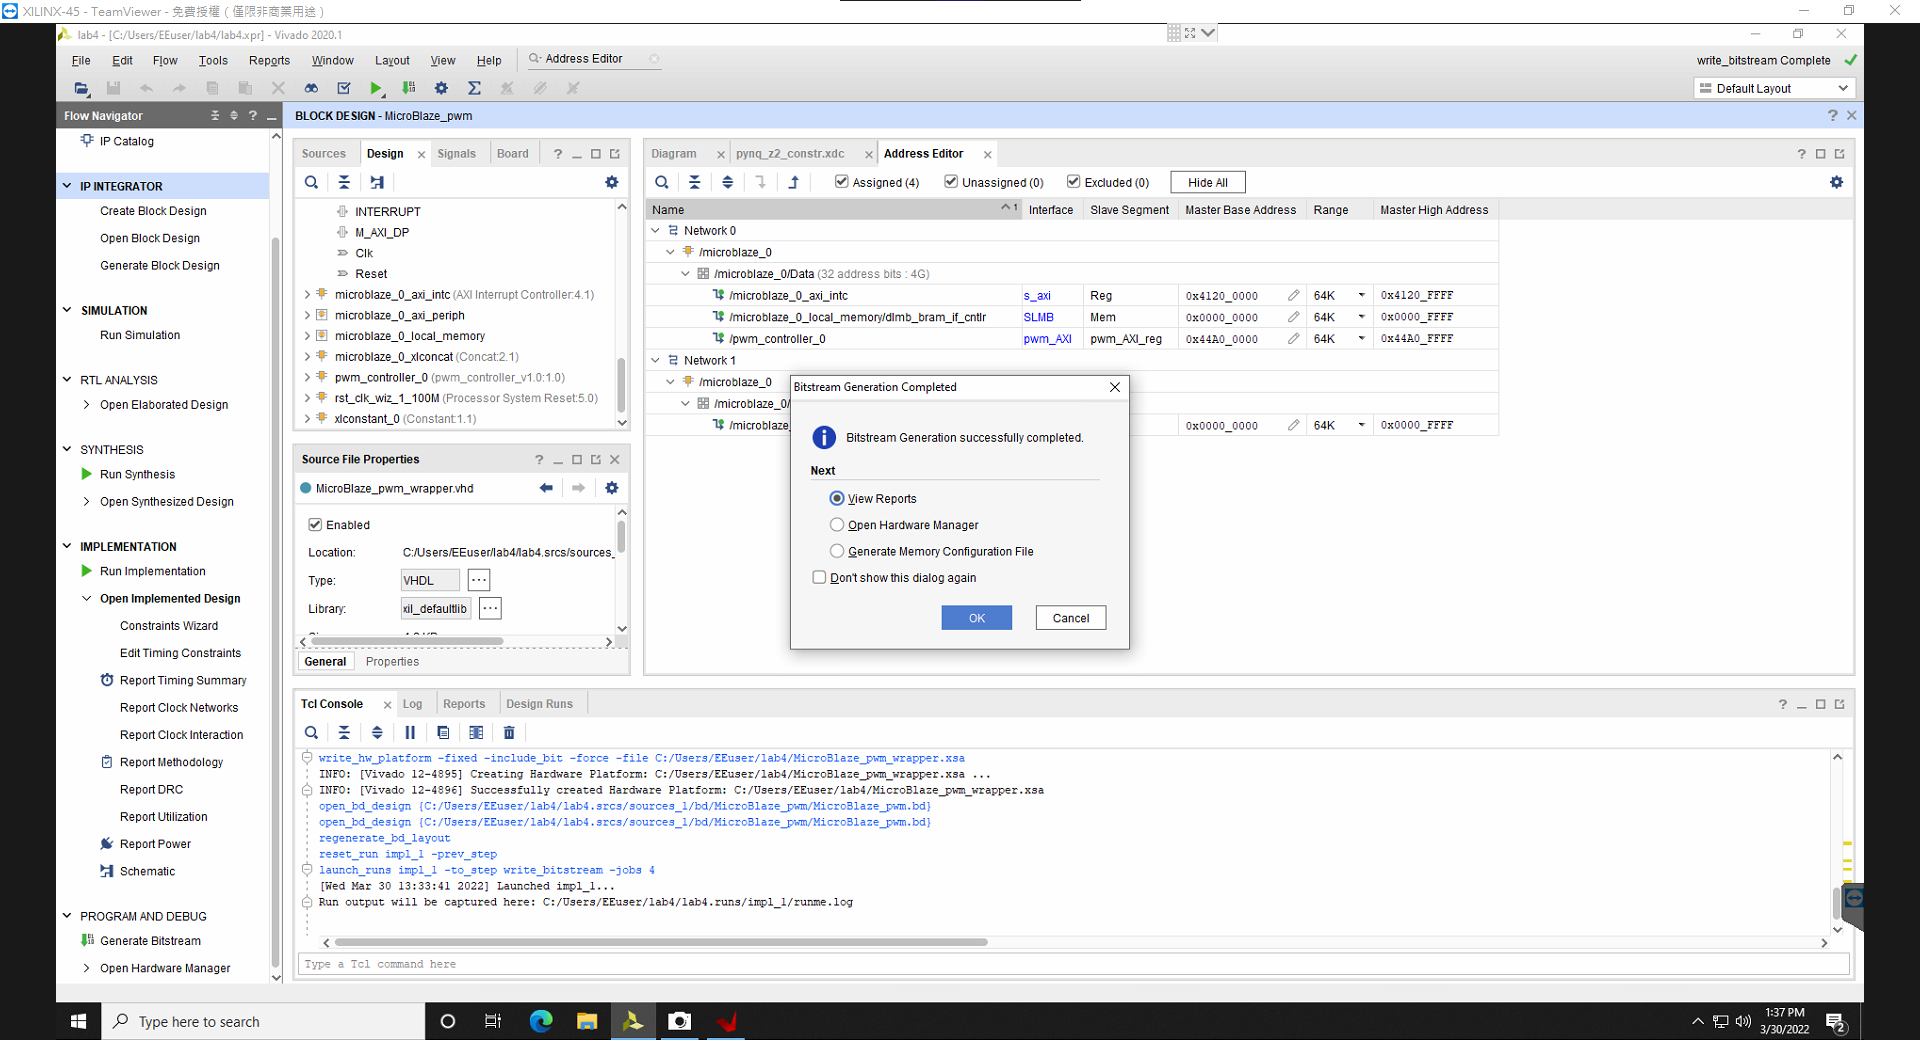 XILINX-45 - TeamViewer - 免費授權 ( 僅限非商業用途 )
lab4 - [C:/Users/EEuser/lab4/lab4.xpr] - Vivado 2020.1
File Edit Flow Tools Reports Window Layout View Help Address Editor
write_bitstream Complete
Default Layout
Flow Navigator
IP Catalog
IP INTEGRATOR
Create Block Design
Open Block Design
Generate Block Design
SIMULATION
Run Simulation
RTL ANALYSIS
Open Elaborated Design
SYNTHESIS
Run Synthesis
Open Synthesized Design
IMPLEMENTATION
Run Implementation
Open Implemented Design
Constraints Wizard
Edit Timing Constraints
Report Timing Summary
Report Clock Networks
Report Clock Interaction
Report Methodology
Report DRC
Report Utilization
Report Power
Schematic
PROGRAM AND DEBUG
Generate Bitstream
Open Hardware Manager
BLOCK DESIGN - MicroBlaze_pwm
Sources Design Signals Board
INTERRUPT
M_AXI_DP
Clk
Reset
microblaze_0_axi_intc (AXI Interrupt Controller:4.1)
microblaze_0_axi_periph
microblaze_0_local_memory
microblaze_0_xlconcat (Concat:2.1)
pwm_controller_0 (pwm_controller_v1.0:1.0)
rst_clk_wiz_1_100M (Processor System Reset:5.0)
xlconstant_0 (Constant:1.1)
Source File Properties
MicroBlaze_pwm_wrapper.vhd
Enabled
Location: C:/Users/EEuser/lab4/lab4.srcs/sources_
Type: VHDL ...
Library: xil_defaultlib ...
General Properties
Diagram pynq_z2_constr.xdc Address Editor
Assigned (4) Unassigned (0) Excluded (0) Hide All
Name 1 Interface Slave Segment Master Base Address Range Master High Address
Network 0
/microblaze_0
/microblaze_0/Data (32 address bits : 4G)
/microblaze_0_axi_intc s_axi Reg 0x4120_0000 64K 0x4120_FFFF
/microblaze_0_local_memory/dlmb_bram_if_cntlr SLMB Mem 0x0000_0000 64K 0x0000_FFFF
/pwm_controller_0 pwm_AXI pwm_AXI_reg 0x44A0_0000 64K 0x44A0_FFFF
Network 1
/microblaze_0
/microblaze_0/
/microblaze_ 0x0000_0000 64K 0x0000_FFFF
Bitstream Generation Completed
Bitstream Generation successfully completed.
Next
View Reports
Open Hardware Manager
Generate Memory Configuration File
Don't show this dialog again
OK Cancel
Tcl Console Log Reports Design Runs
write_hw_platform -fixed -include_bit -force -file C:/Users/EEuser/lab4/MicroBlaze_pwm_wrapper.xsa
INFO: [Vivado 12-4895] Creating Hardware Platform: C:/Users/EEuser/lab4/MicroBlaze_pwm_wrapper.xsa ...
INFO: [Vivado 12-4896] Successfully created Hardware Platform: C:/Users/EEuser/lab4/MicroBlaze_pwm_wrapper.xsa
open_bd_design {C:/Users/EEuser/lab4/lab4.srcs/sources_1/bd/MicroBlaze_pwm/MicroBlaze_pwm.bd}
open_bd_design {C:/Users/EEuser/lab4/lab4.srcs/sources_1/bd/MicroBlaze_pwm/MicroBlaze_pwm.bd}
regenerate_bd_layout
reset_run impl_1 -prev_step
launch_runs impl_1 -to_step write_bitstream -jobs 4
[Wed Mar 30 13:33:41 2022] Launched impl_1...
Run output will be captured here: C:/Users/EEuser/lab4/lab4.runs/impl_1/runme.log
Type a Tcl command here
Type here to search
1:37 PM
3/30/2022
2